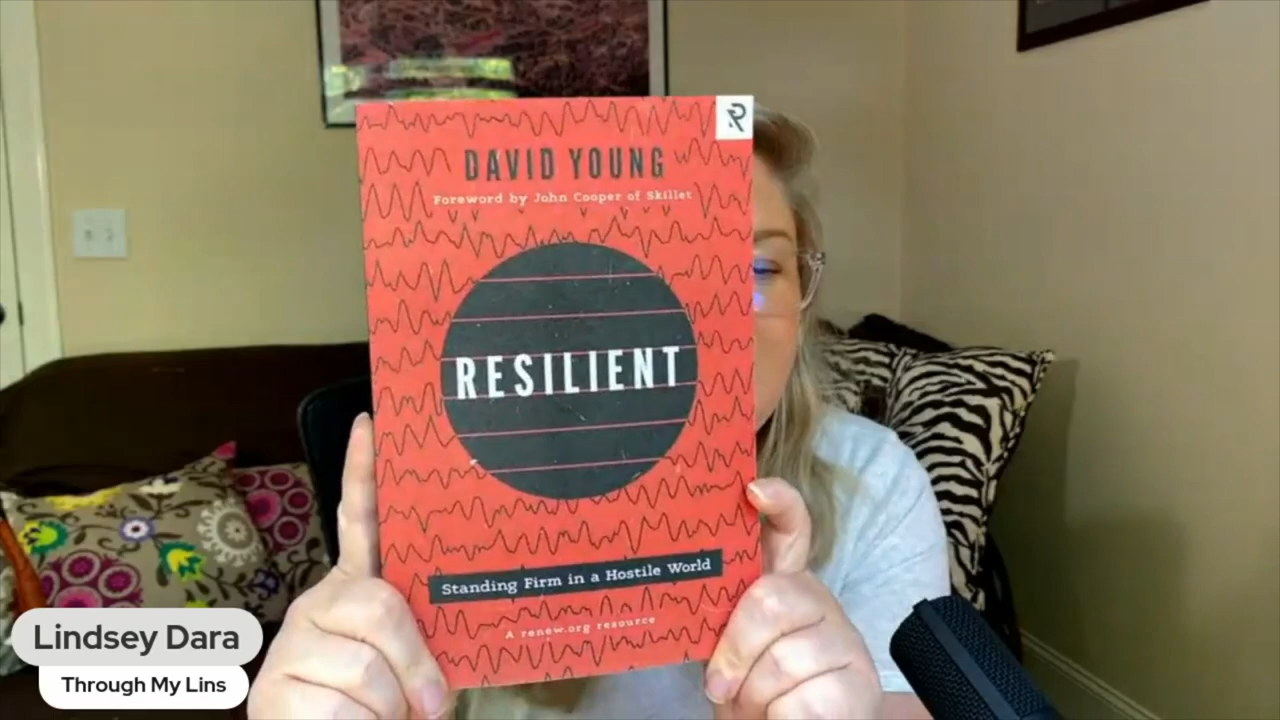 DAVID YOUNG
Foreword by John Cooper of Skillet
RESILIENT
Standing Firm in a Hostile World
A renew.org resource
Lindsey Dara
Through My Lins